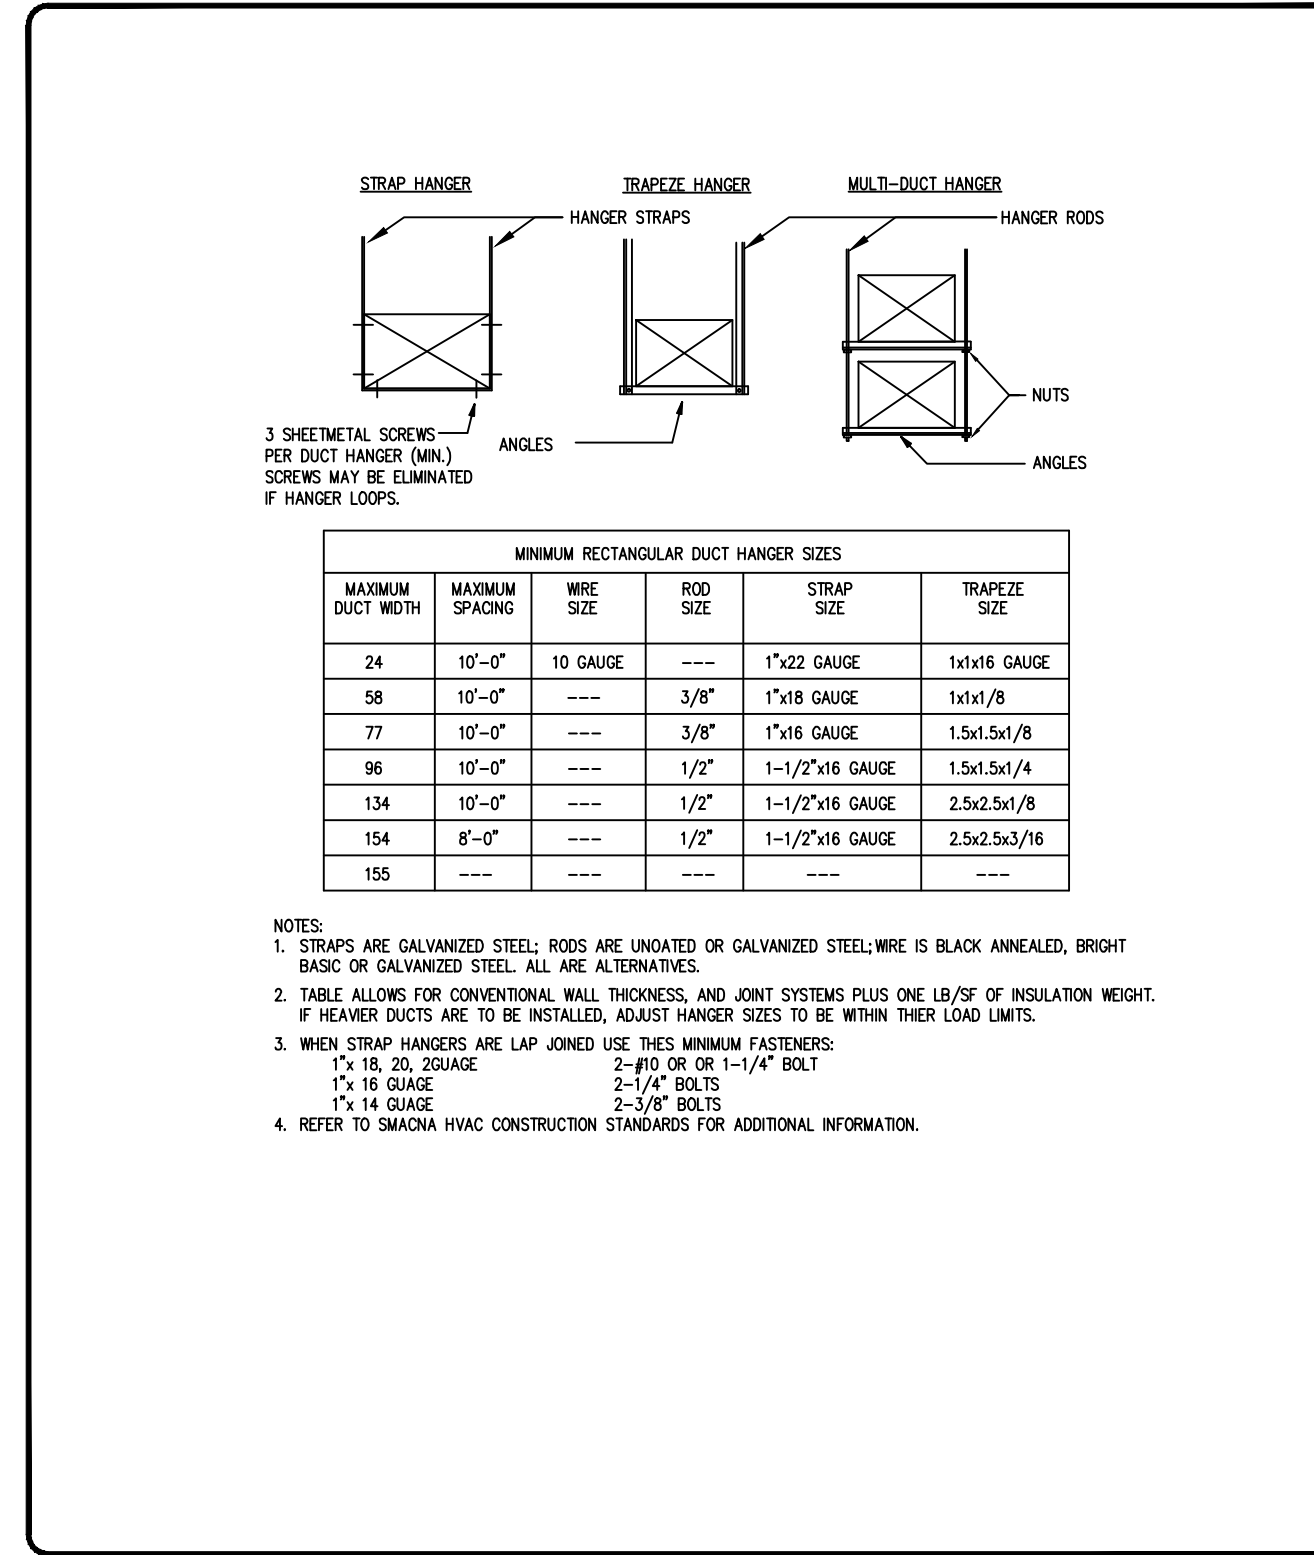 STRAP HANGER
TRAPEZE HANGER
MULTI-DUCT HANGER
HANGER STRAPS
HANGER RODS
NUTS
3 SHEETMETAL SCREWS
PER DUCT HANGER (MIN.)
SCREWS MAY BE ELIMINATED
IF HANGER LOOPS.
ANGLES
ANGLES
MINIMUM RECTANGULAR DUCT HANGER SIZES
MAXIMUM DUCT WIDTH MAXIMUM SPACING WIRE SIZE ROD SIZE STRAP SIZE TRAPEZE SIZE
24 10'-0" 10 GAUGE --- 1"x22 GAUGE 1x1x16 GAUGE
58 10'-0" --- 3/8" 1"x18 GAUGE 1x1x1/8
77 10'-0" --- 3/8" 1"x16 GAUGE 1.5x1.5x1/8
96 10'-0" --- 1/2" 1-1/2"x16 GAUGE 1.5x1.5x1/4
134 10'-0" --- 1/2" 1-1/2"x16 GAUGE 2.5x2.5x1/8
154 8'-0" --- 1/2" 1-1/2"x16 GAUGE 2.5x2.5x3/16
155 --- --- --- --- ---
NOTES:
1. STRAPS ARE GALVANIZED STEEL; RODS ARE UNOATED OR GALVANIZED STEEL;WIRE IS BLACK ANNEALED, BRIGHT
BASIC OR GALVANIZED STEEL. ALL ARE ALTERNATIVES.
2. TABLE ALLOWS FOR CONVENTIONAL WALL THICKNESS, AND JOINT SYSTEMS PLUS ONE LB/SF OF INSULATION WEIGHT.
IF HEAVIER DUCTS ARE TO BE INSTALLED, ADJUST HANGER SIZES TO BE WITHIN THIER LOAD LIMITS.
3. WHEN STRAP HANGERS ARE LAP JOINED USE THES MINIMUM FASTENERS:
1"x 18, 20, 2GUAGE 2-#10 OR OR 1-1/4" BOLT
1"x 16 GUAGE 2-1/4" BOLTS
1"x 14 GUAGE 2-3/8" BOLTS
4. REFER TO SMACNA HVAC CONSTRUCTION STANDARDS FOR ADDITIONAL INFORMATION.